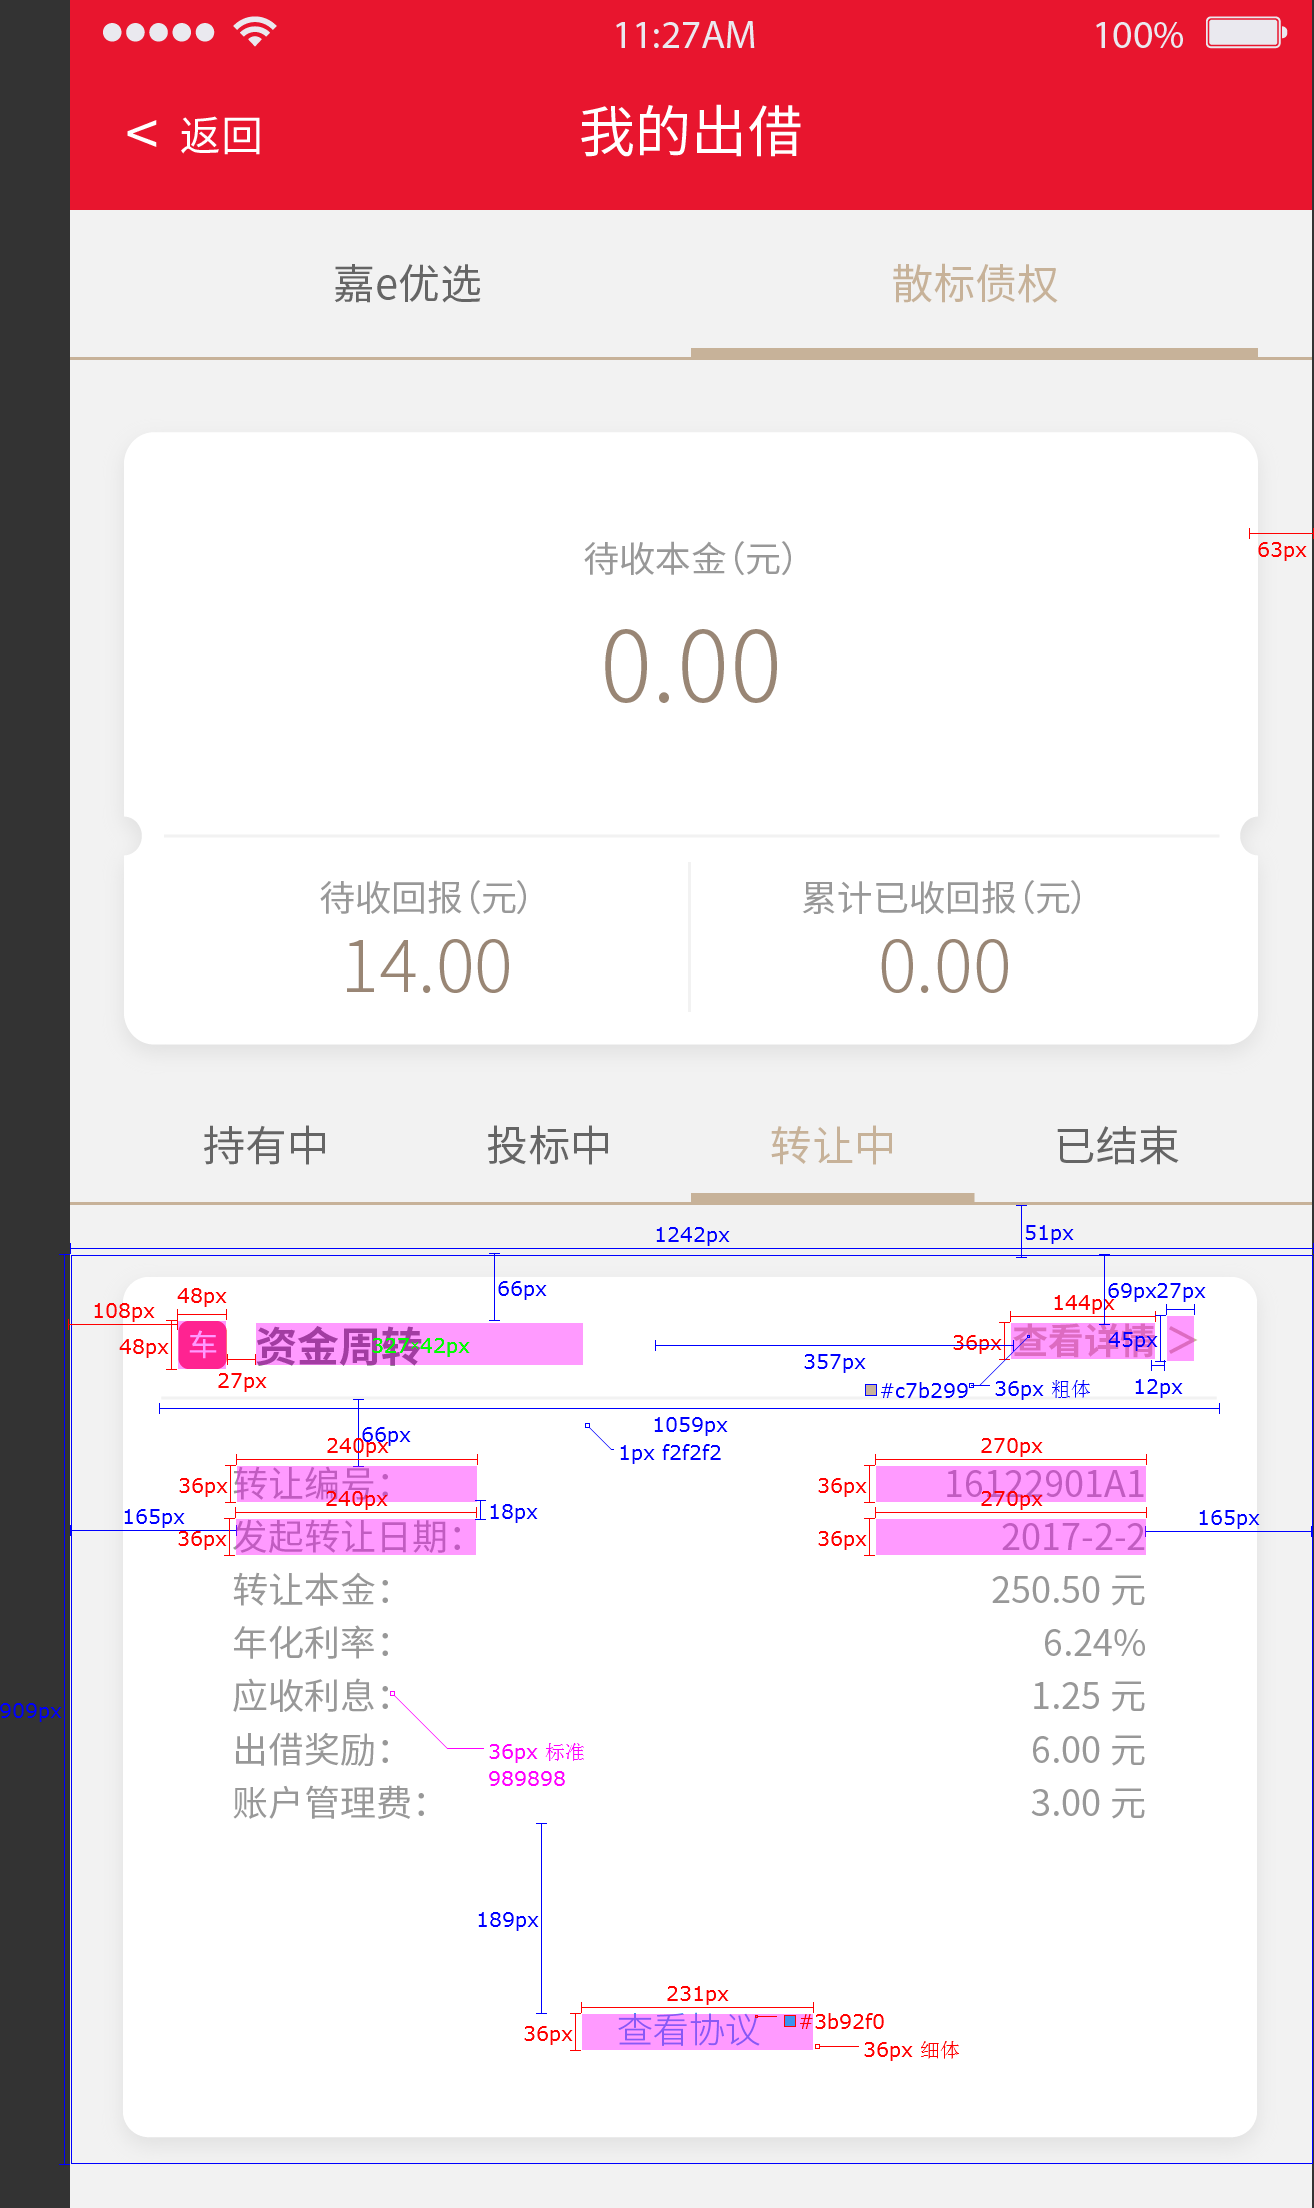 11:27AM 100%
< 返回 我的出借
嘉e优选 散标债权
63px
待收本金(元)
0.00
待收回报(元) 累计已收回报(元)
14.00 0.00
持有中 投标中 转让中 已结束
1242px 51px
66px 69px 27px
108px 48px 144px
48px 车 资金周转 327*42px 36px 查看详情 45px >
27px 357px
#c7b299 36px 粗体 12px
66px 1059px
1px f2f2f2
240px 270px
36px 转让编号: 36px 16122901A1
240px 18px 270px
165px 165px
36px 发起转让日期: 36px 2017-2-2
转让本金: 250.50 元
年化利率: 6.24%
应收利息: 1.25 元
909px
出借奖励: 36px 标准 6.00 元
989898
账户管理费: 3.00 元
189px
231px
36px 查看协议 #3b92f0
36px 细体